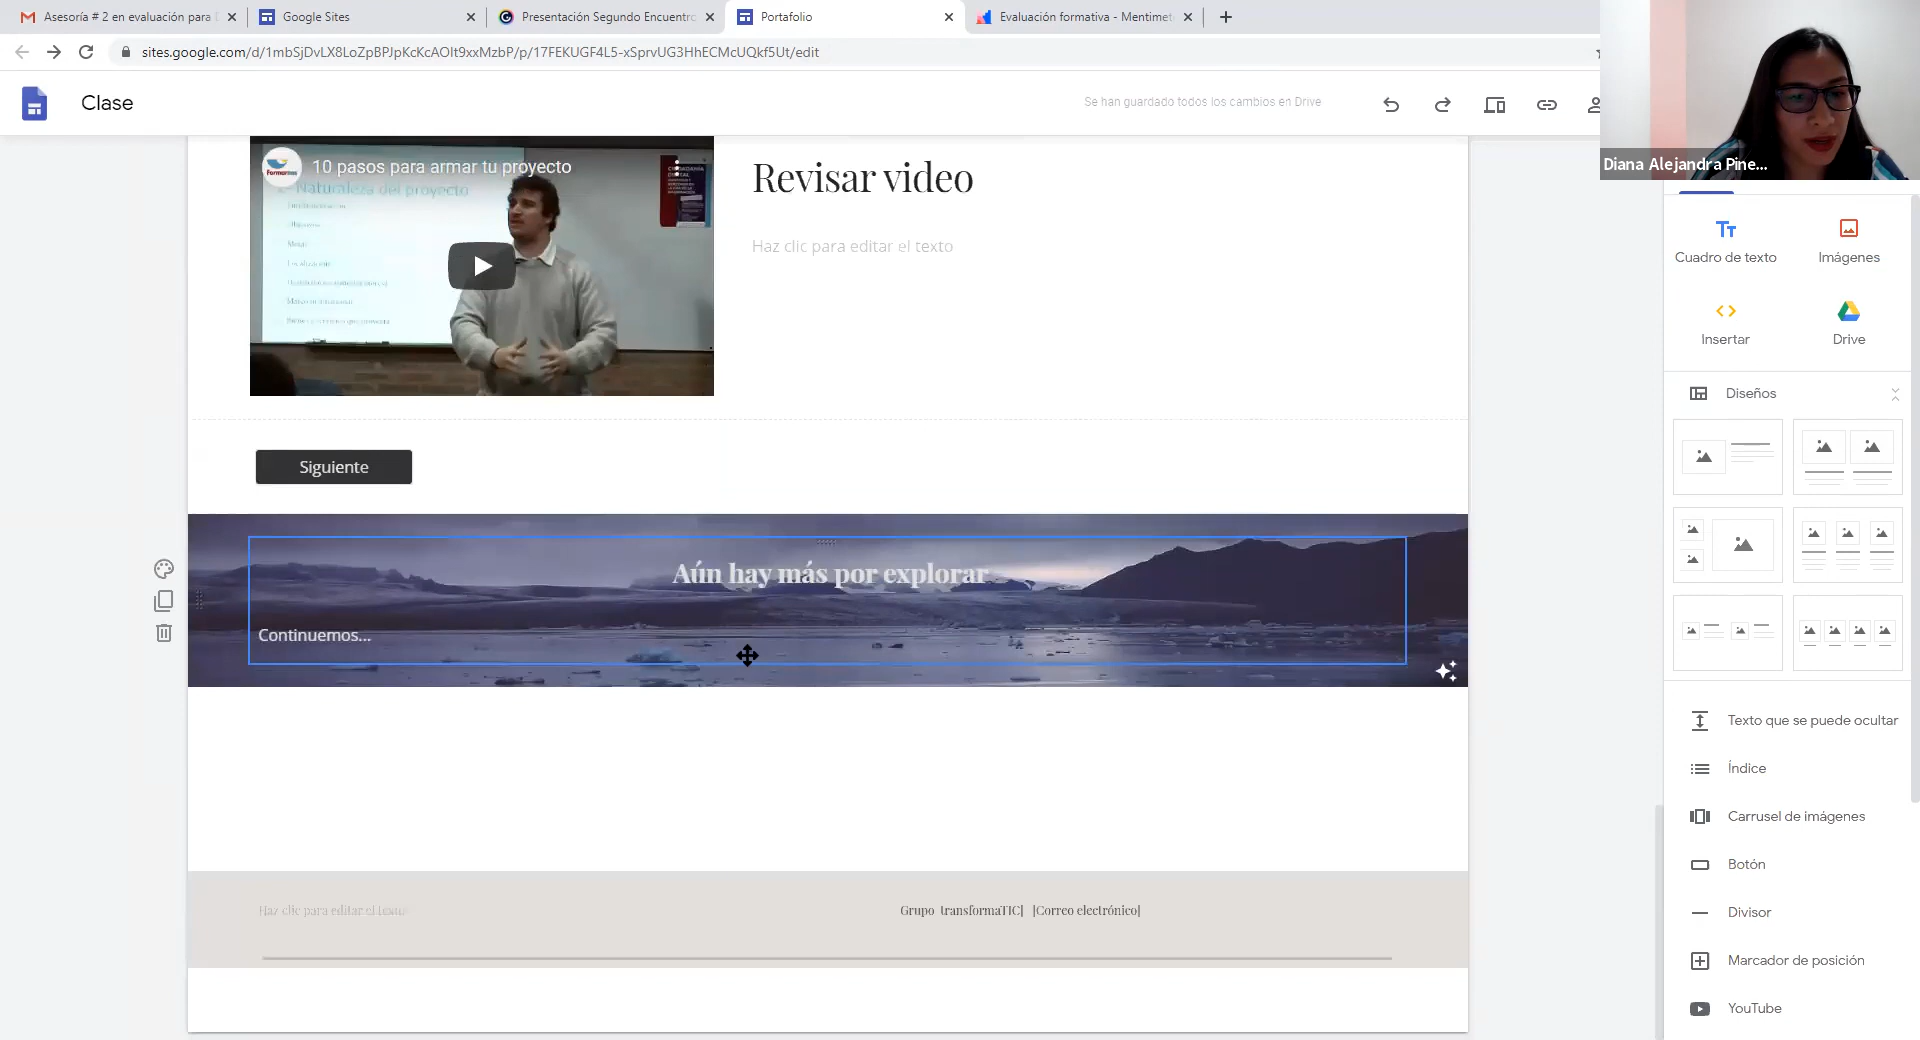 Asesoría # 2 en evaluación para
Google Sites
Presentación Segundo Encuentro
Portafolio
Evaluación formativa - Mentimet
sites.google.com/d/1mbSjDvLX8LoZpBPJpKcKcAOlt9xxMzbP/p/17FEKUGF4L5-xSprvUG3HhECMcUQkf5Ut/edit
Clase
Se han guardado todos los cambios en Drive
Diana Alejandra Pine...
10 pasos para armar tu proyecto
formar
Naturaleza del proyecto
Revisar video
Haz clic para editar el texto
Siguiente
Aún hay más por explorar
Continuemos...
Haz clic para editar el texto
Grupo transformaTIC| |Correo electrónico|
Cuadro de texto
Imágenes
Insertar
Drive
Diseños
Texto que se puede ocultar
Índice
Carrusel de imágenes
Botón
Divisor
Marcador de posición
YouTube